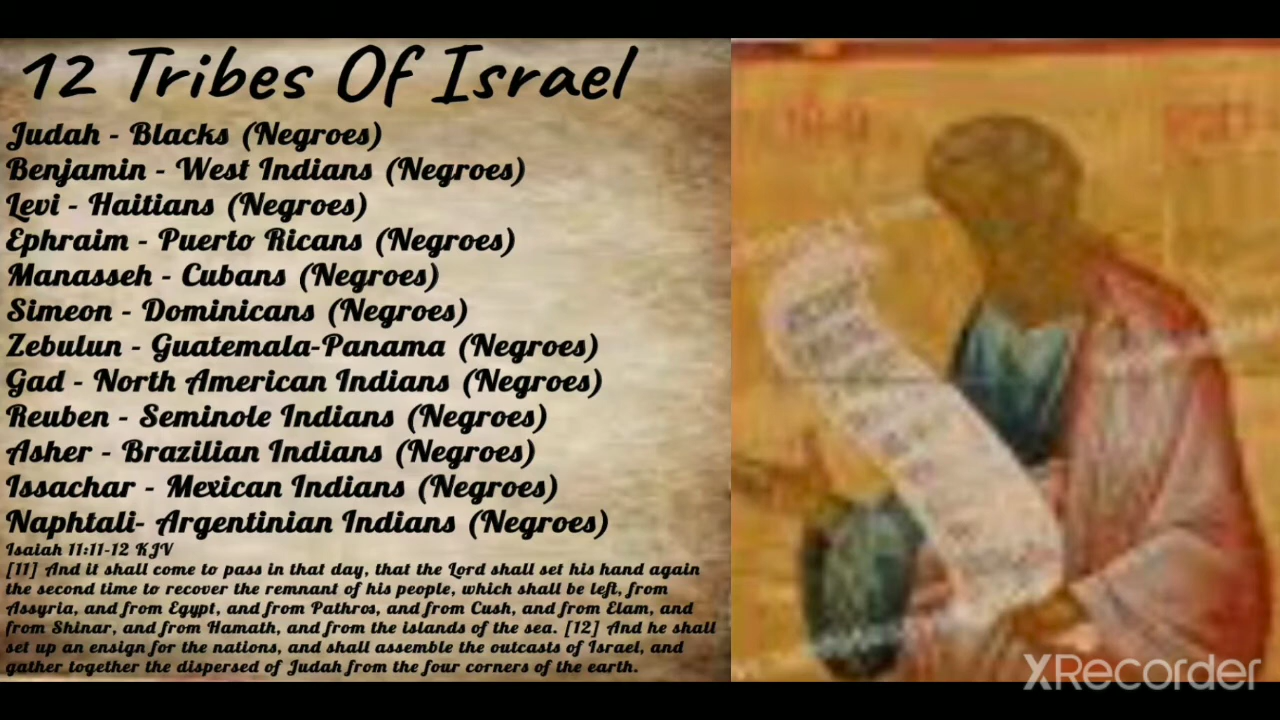 12 Tribes Of Israel
Judah - Blacks (Negroes)
Benjamin - West Indians (Negroes)
Levi - Haitians (Negroes)
Ephraim - Puerto Ricans (Negroes)
Manasseh - Cubans (Negroes)
Simeon - Dominicans (Negroes)
Zebulun - Guatemala-Panama (Negroes)
Gad - North American Indians (Negroes)
Reuben - Seminole Indians (Negroes)
Asher - Brazilian Indians (Negroes)
Issachar - Mexican Indians (Negroes)
Naphtali- Argentinian Indians (Negroes)
Isaiah 11:11-12 KJV
[11] And it shall come to pass in that day, that the Lord shall set his hand again
the second time to recover the remnant of his people, which shall be left, from
Assyria, and from Egypt, and from Pathros, and from Cush, and from Elam, and
from Shinar, and from Hamath, and from the islands of the sea. [12] And he shall
set up an ensign for the nations, and shall assemble the outcasts of Israel, and
gather together the dispersed of Judah from the four corners of the earth.
XRecorder